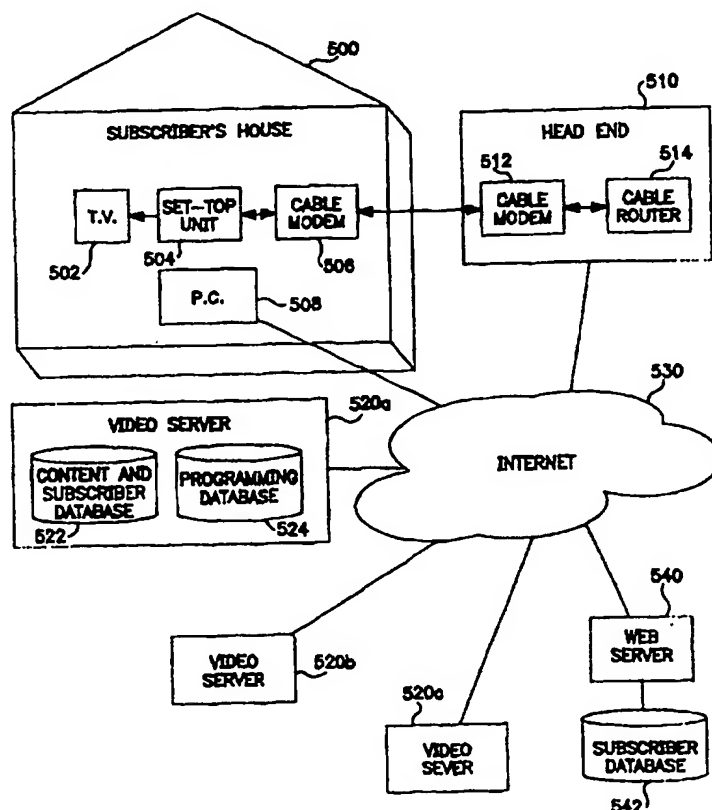 500
SUBSCRIBER'S HOUSE
T.V.
502
SET-TOP
UNIT
504
CABLE
MODEM
506
P.C.
508
510
HEAD END
512
CABLE
MODEM
514
CABLE
ROUTER
VIDEO SERVER
520a
CONTENT AND
SUBSCRIBER
DATABASE
522
PROGRAMMING
DATABASE
524
530
INTERNET
VIDEO
SERVER
520b
520c
VIDEO
SEVER
540
WEB
SERVER
SUBSCRIBER
DATABASE
542